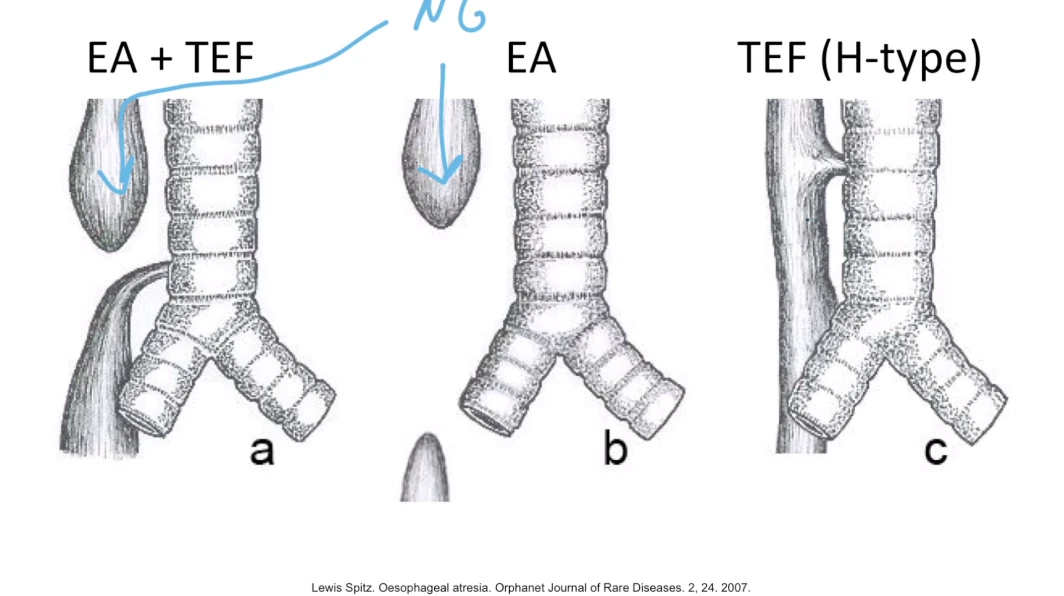 NG
EA + TEF
EA
TEF (H-type)
a
b
c
Lewis Spitz. Oesophageal atresia. Orphanet Journal of Rare Diseases. 2, 24. 2007.